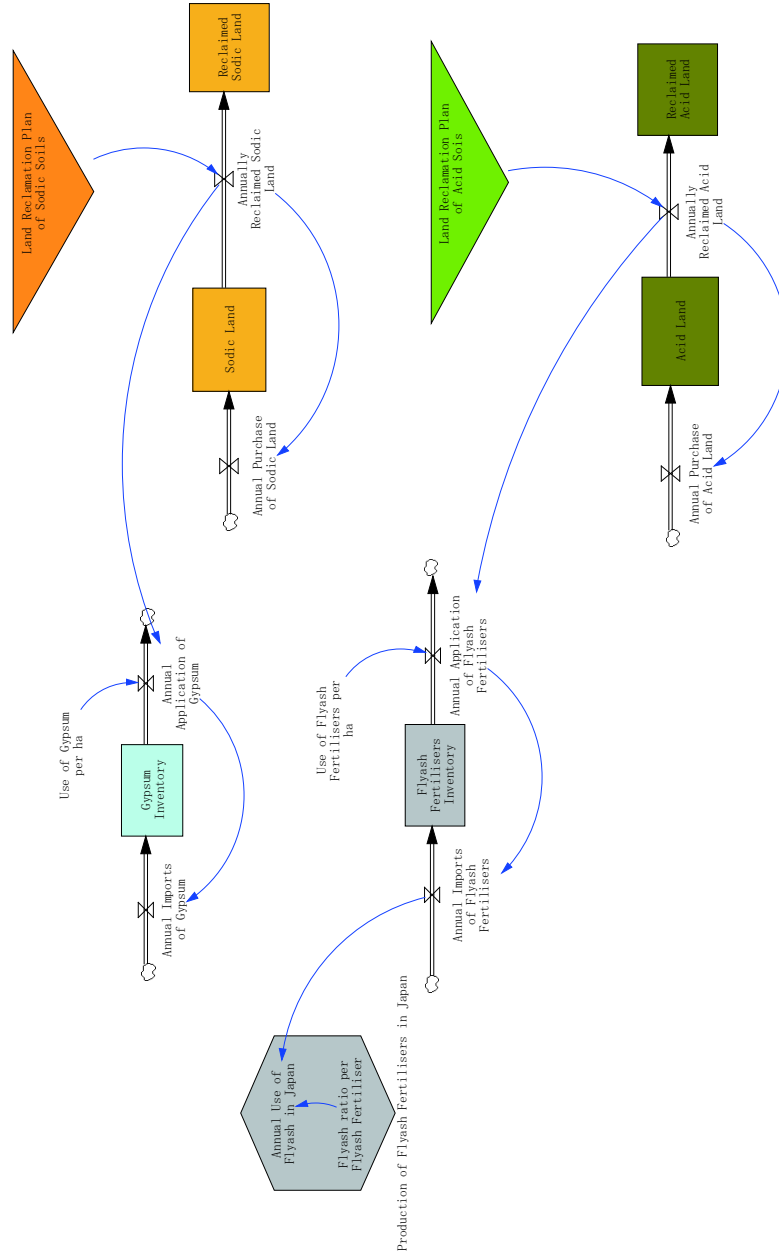 Land Reclamation Plan
of Sodic Soils
Use of Gypsum
per ha
Annual Imports
of Gypsum
Gypsum
Inventory
Annual
Application of
Gypsum
Annual Purchase
of Sodic Land
Sodic Land
Annually
Reclaimed Sodic
Land
Reclaimed
Sodic Land
Annual Use of
Flyash in Japan
Flyash ratio per
Flyash Fertiliser
Production of Flyash Fertilisers in Japan
Use of Flyash
Fertilisers per
ha
Annual Imports
of Flyash
Fertilisers
Flyash
Fertilisers
Inventory
Annual Application
of Flyash
Fertilisers
Land Reclamation Plan
of Acid Sois
Annual Purchase
of Acid Land
Acid Land
Annually
Reclaimed Acid
Land
Reclaimed
Acid Land